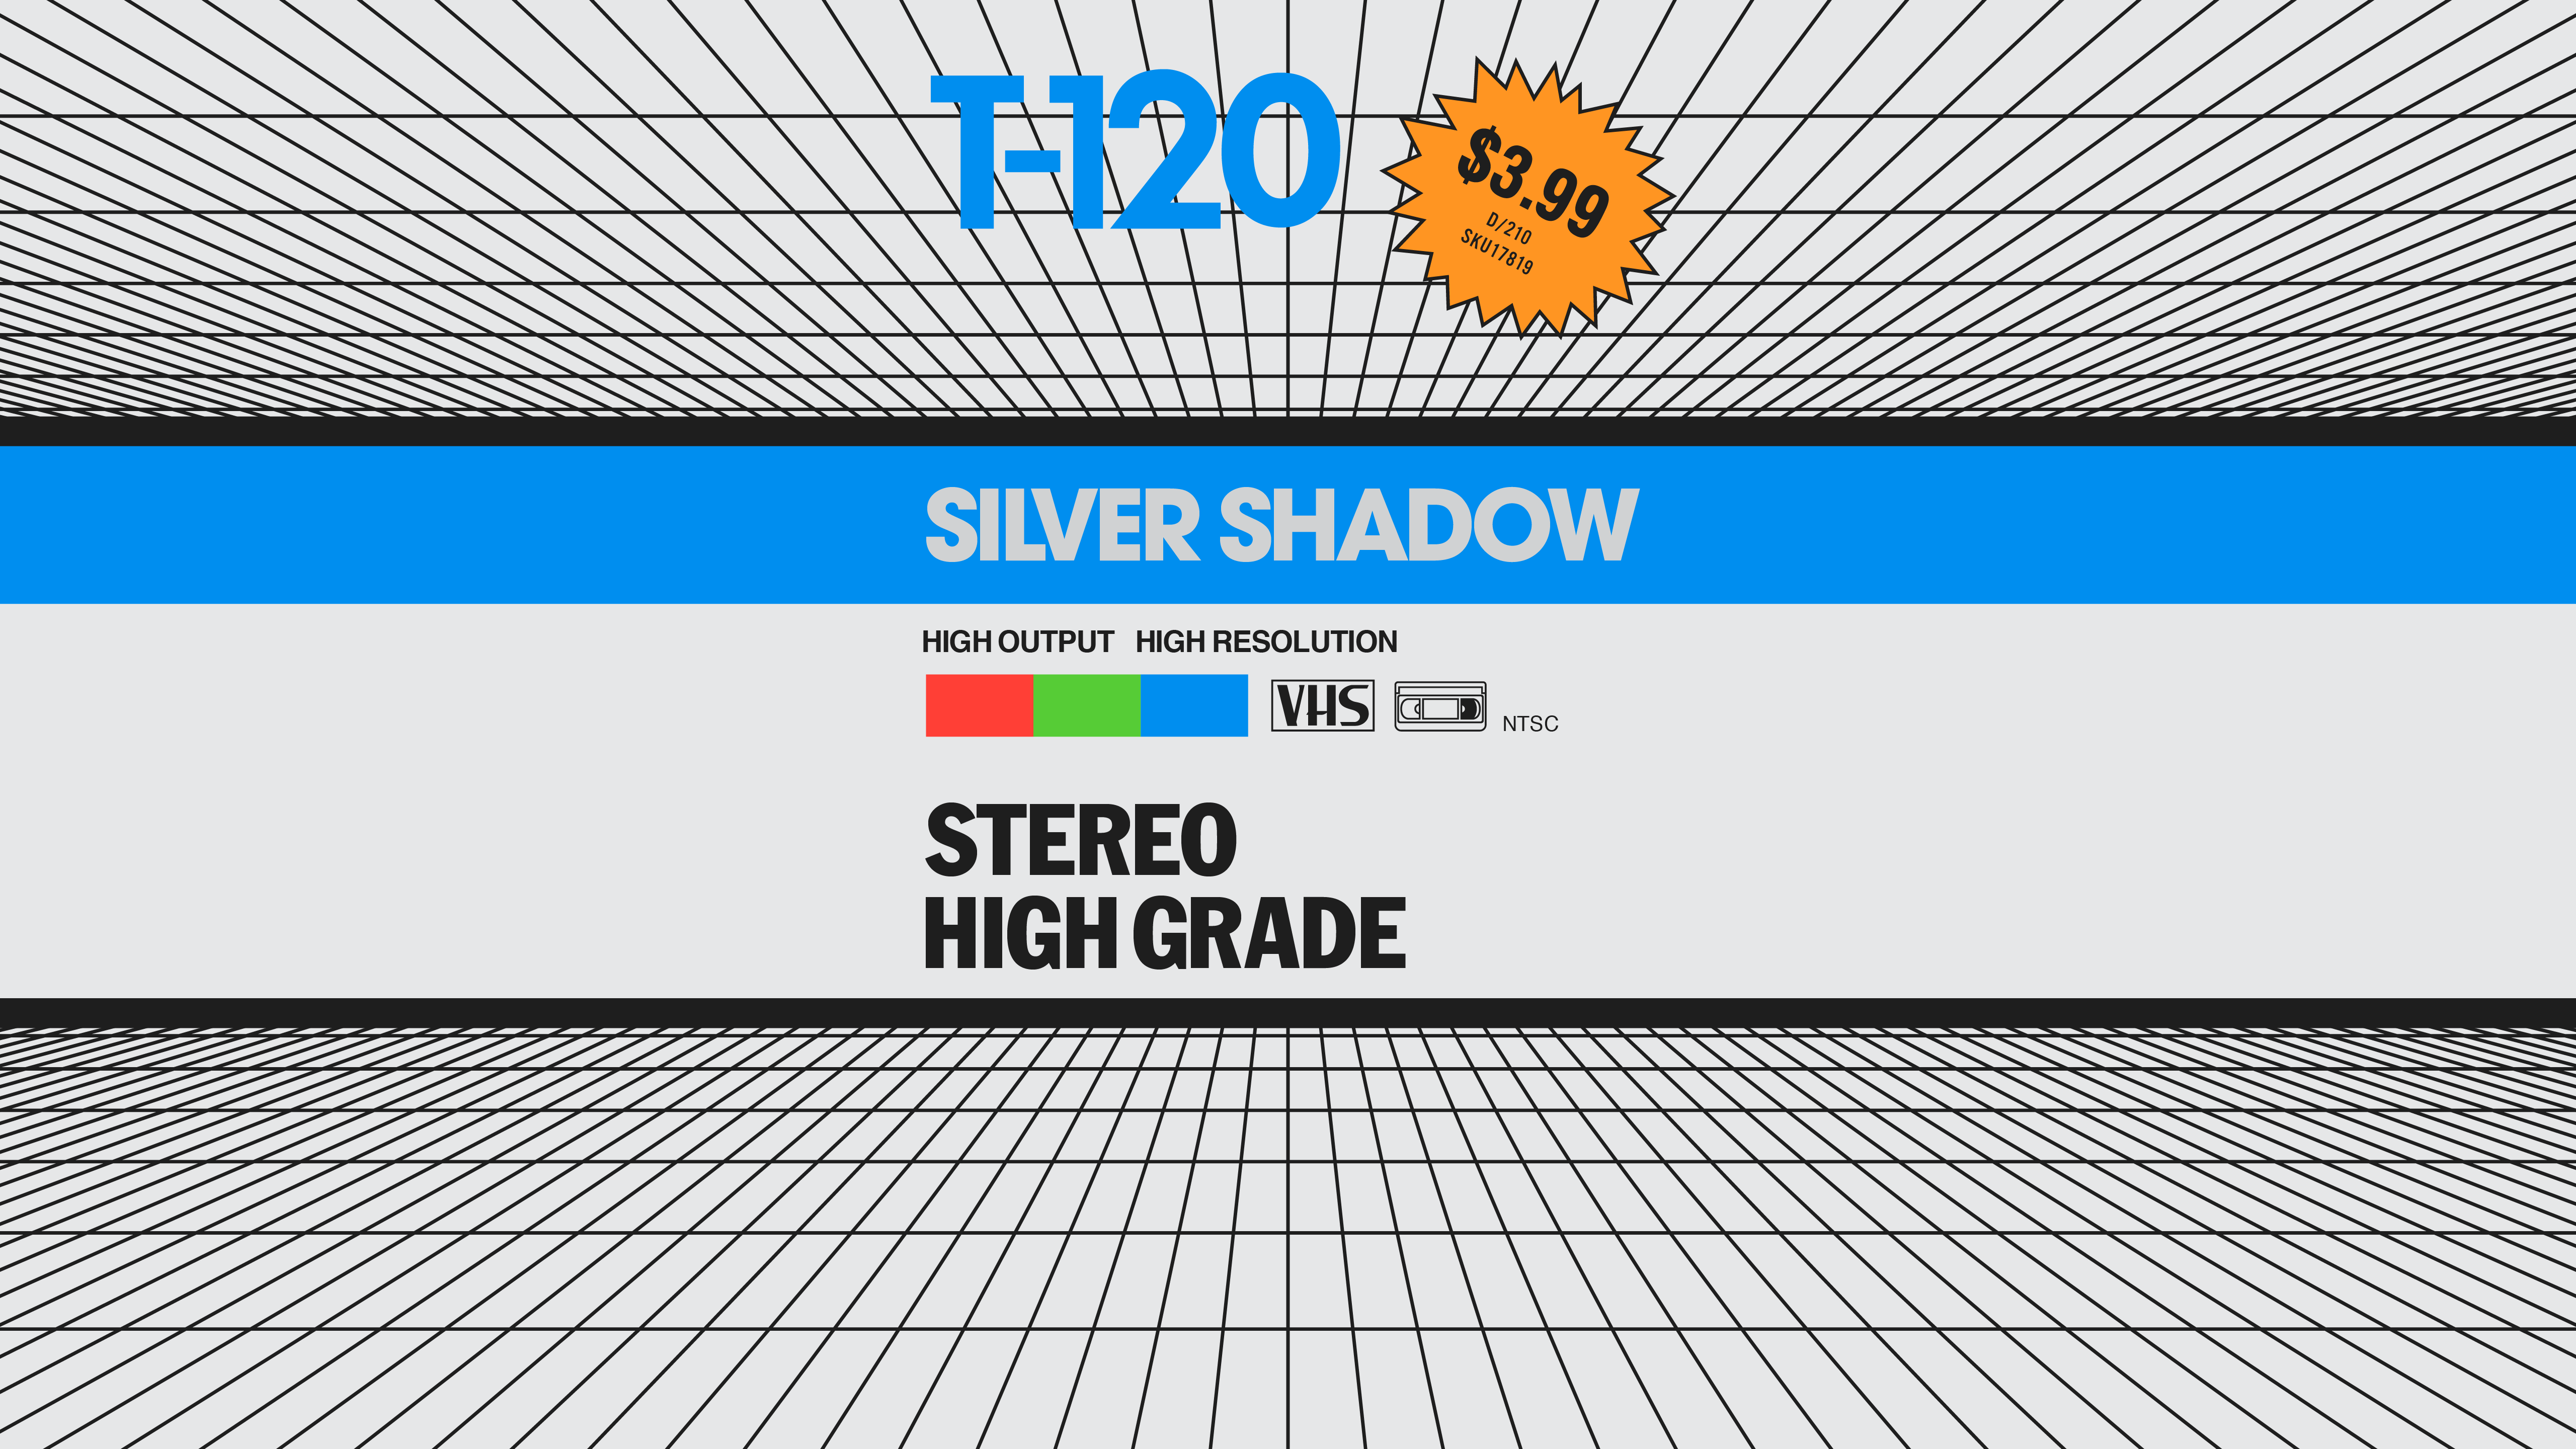 T-120
$3.99
D/210
SKU17819
SILVER SHADOW
HIGH OUTPUT HIGH RESOLUTION
VHS NTSC
STEREO
HIGH GRADE